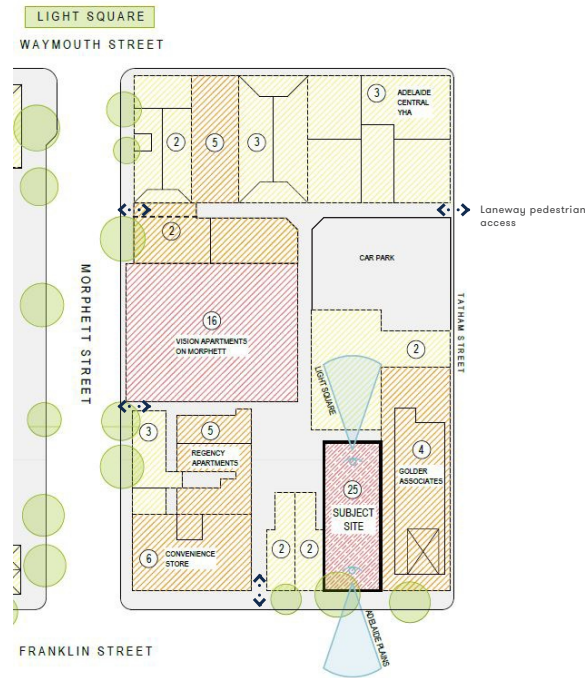 LIGHT SQUARE
WAYMOUTH STREET
3
ADELAIDE
CENTRAL
YHA
2
5
3
Laneway pedestrian
access
2
CAR PARK
MORPHETT STREET
TATHAM STREET
16
VISION APARTMENTS
ON MORPHETT
2
LIGHT SQUARE
3
5
REGENCY
APARTMENTS
4
GOLDER
ASSOCIATES
25
SUBJECT
SITE
6
CONVENIENCE
STORE
2
2
ADELAIDE PLAINS
FRANKLIN STREET